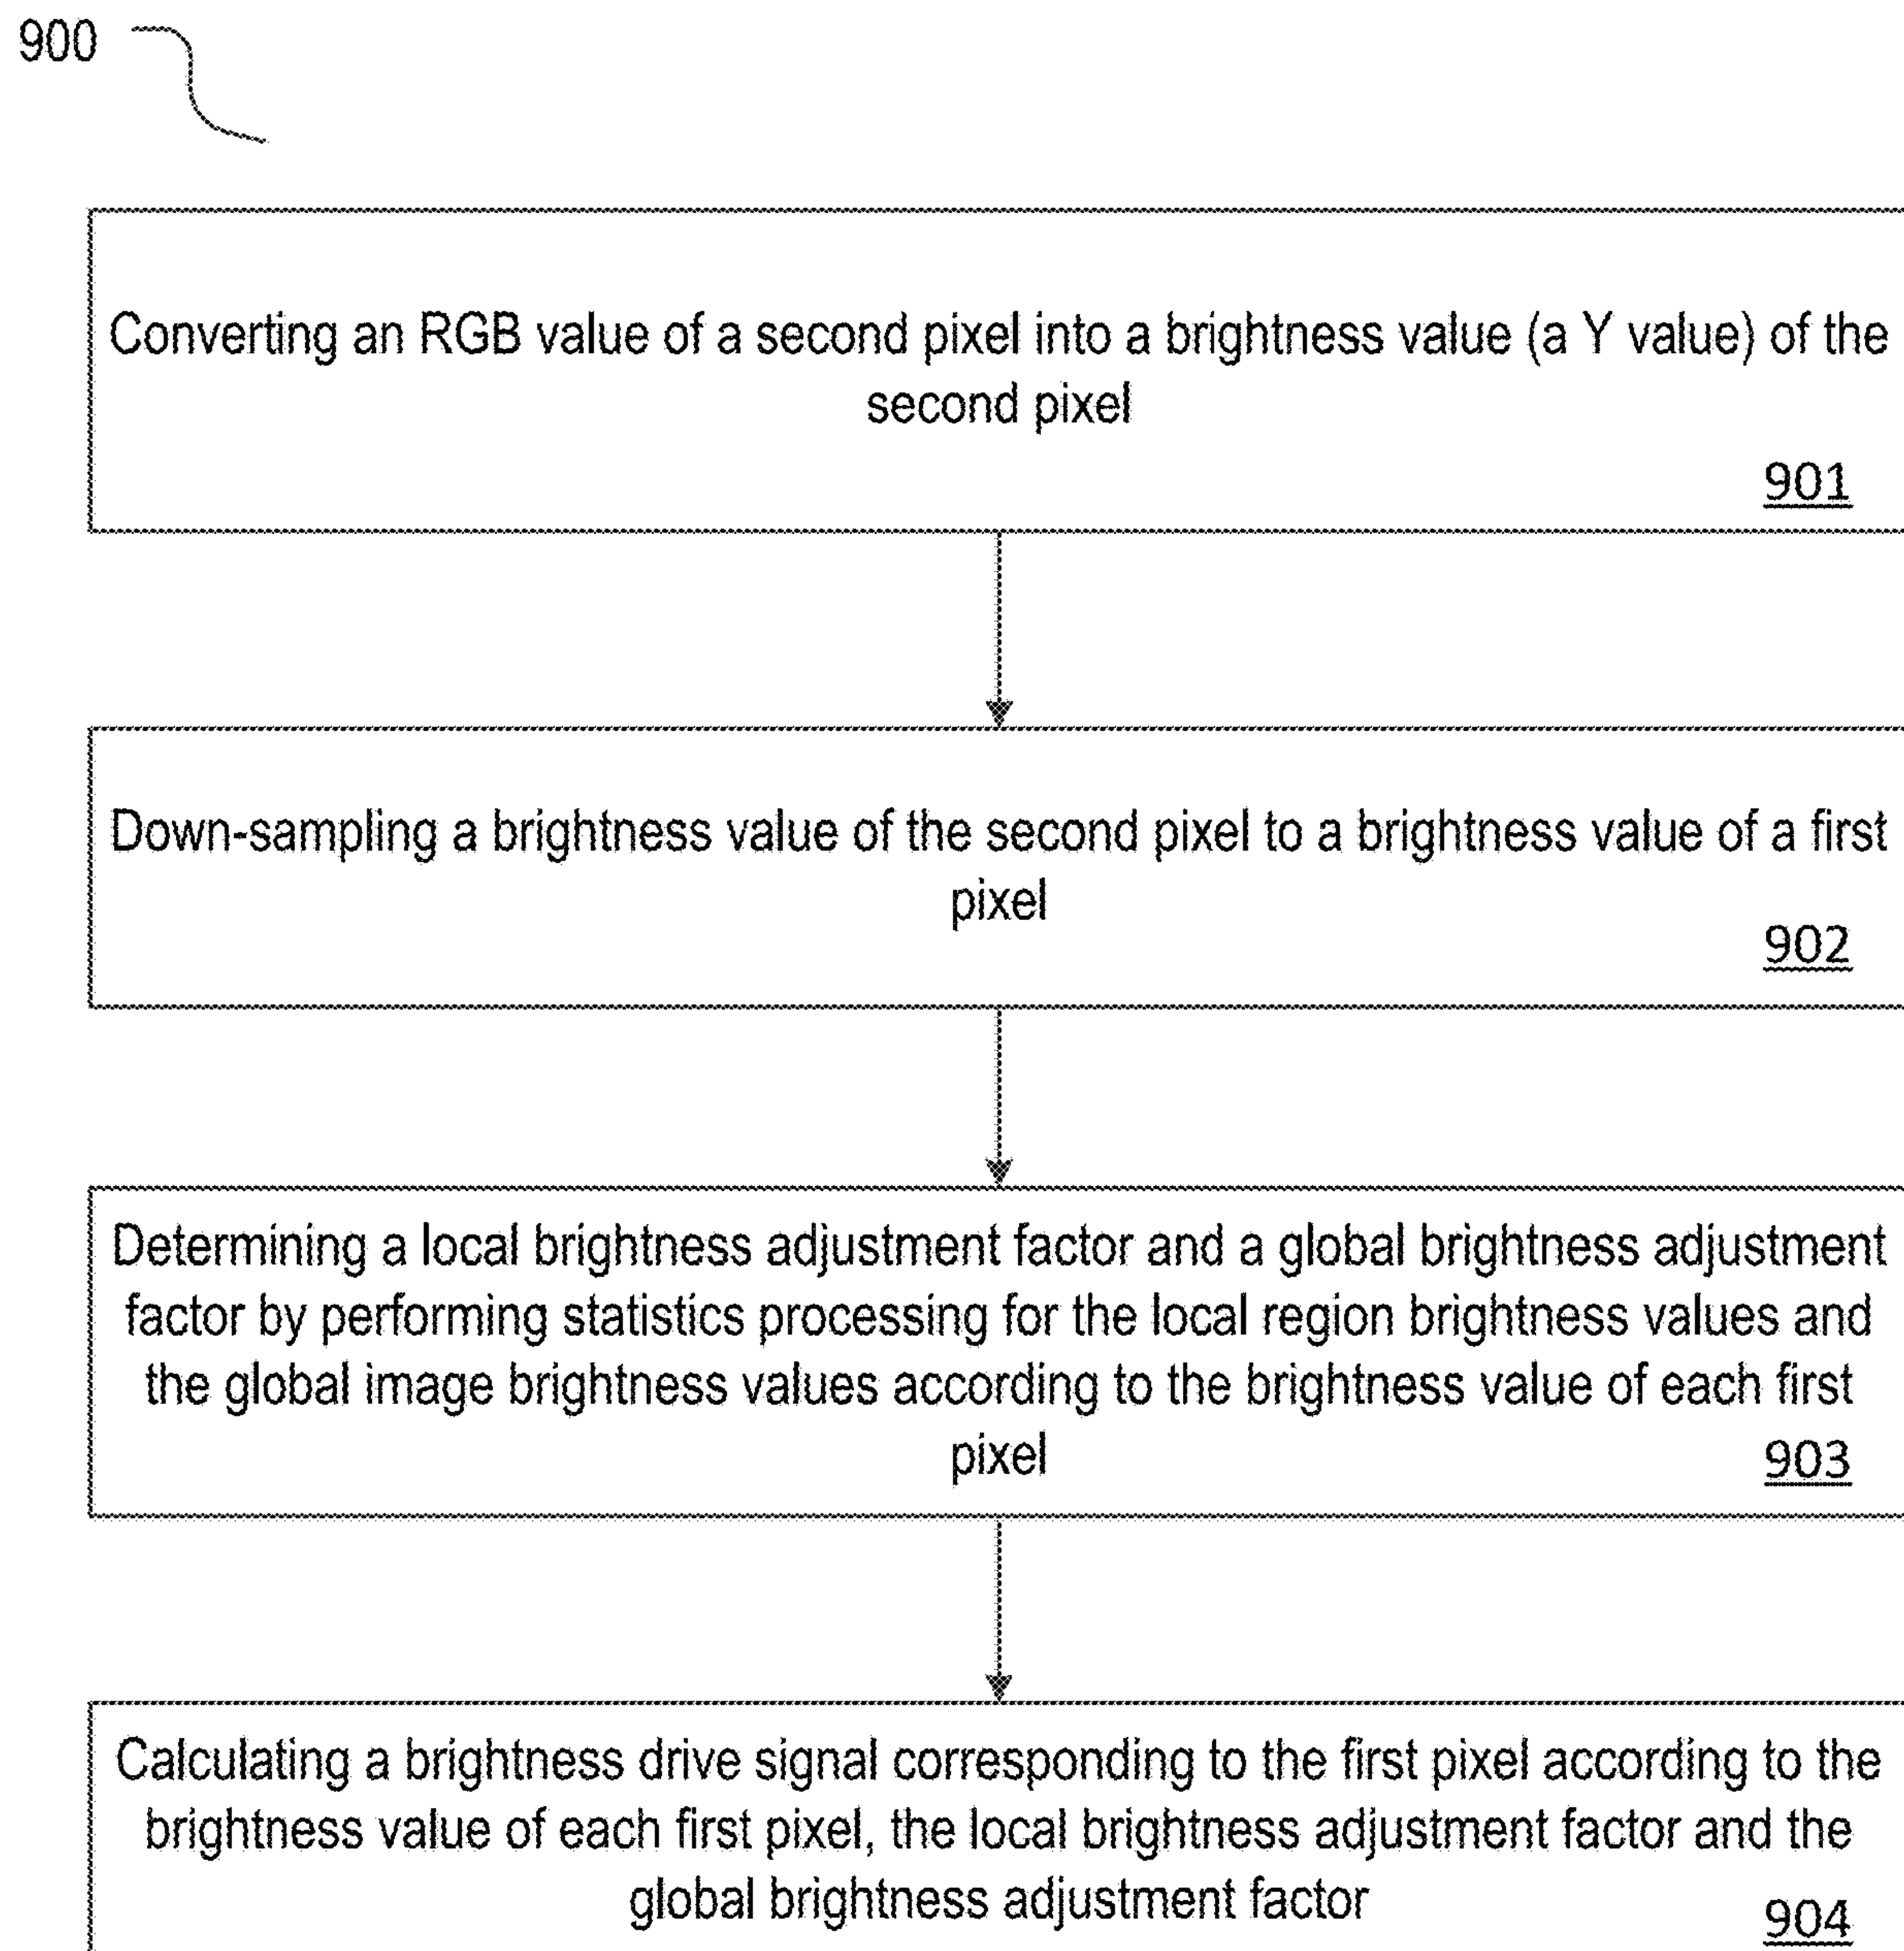 900
Converting an RGB value of a second pixel into a brightness value (a Y value) of the
second pixel
901
Down-sampling a brightness value of the second pixel to a brightness value of a first
pixel
902
Determining a local brightness adjustment factor and a global brightness adjustment
factor by performing statistics processing for the local region brightness values and
the global image brightness values according to the brightness value of each first
pixel
903
Calculating a brightness drive signal corresponding to the first pixel according to the
brightness value of each first pixel, the local brightness adjustment factor and the
global brightness adjustment factor
904